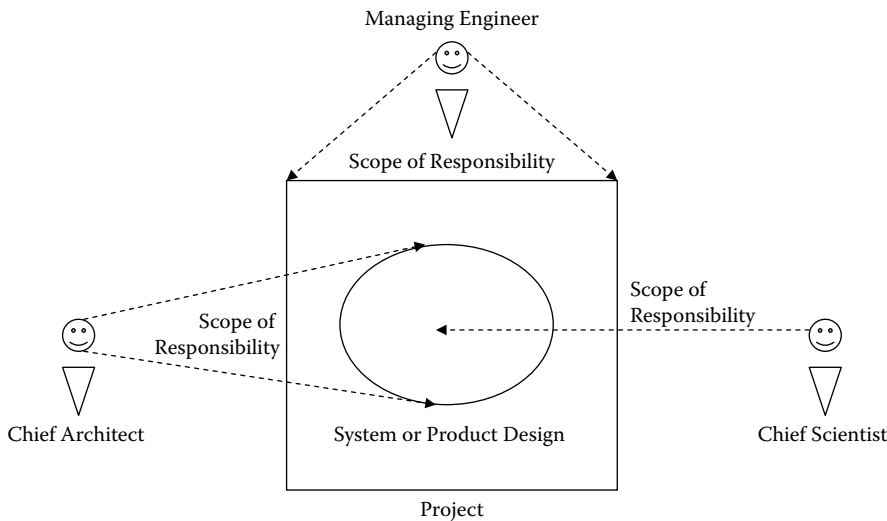 Managing Engineer
Scope of Responsibility
Scope of
Responsibility
Scope of
Responsibility
Chief Architect
System or Product Design
Chief Scientist
Project